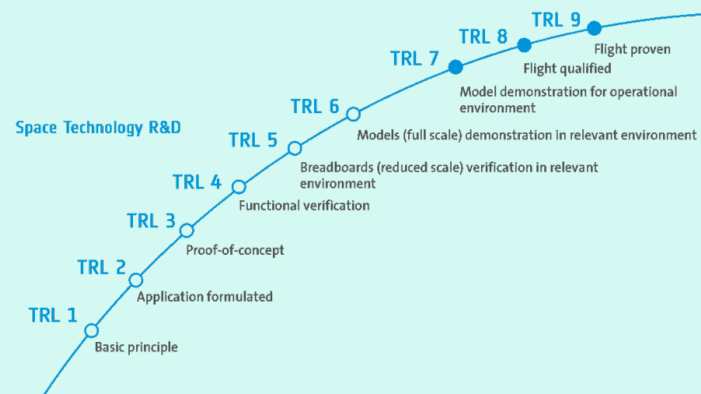 TRL 9
Flight proven
TRL 8
Flight qualified
TRL 7
Model demonstration for operational
environment
TRL 6
Models (full scale) demonstration in relevant environment
Space Technology R&D
TRL 5
Breadboards (reduced scale) verification in relevant
environment
TRL 4
Functional verification
TRL 3
Proof-of-concept
TRL 2
Application formulated
TRL 1
Basic principle